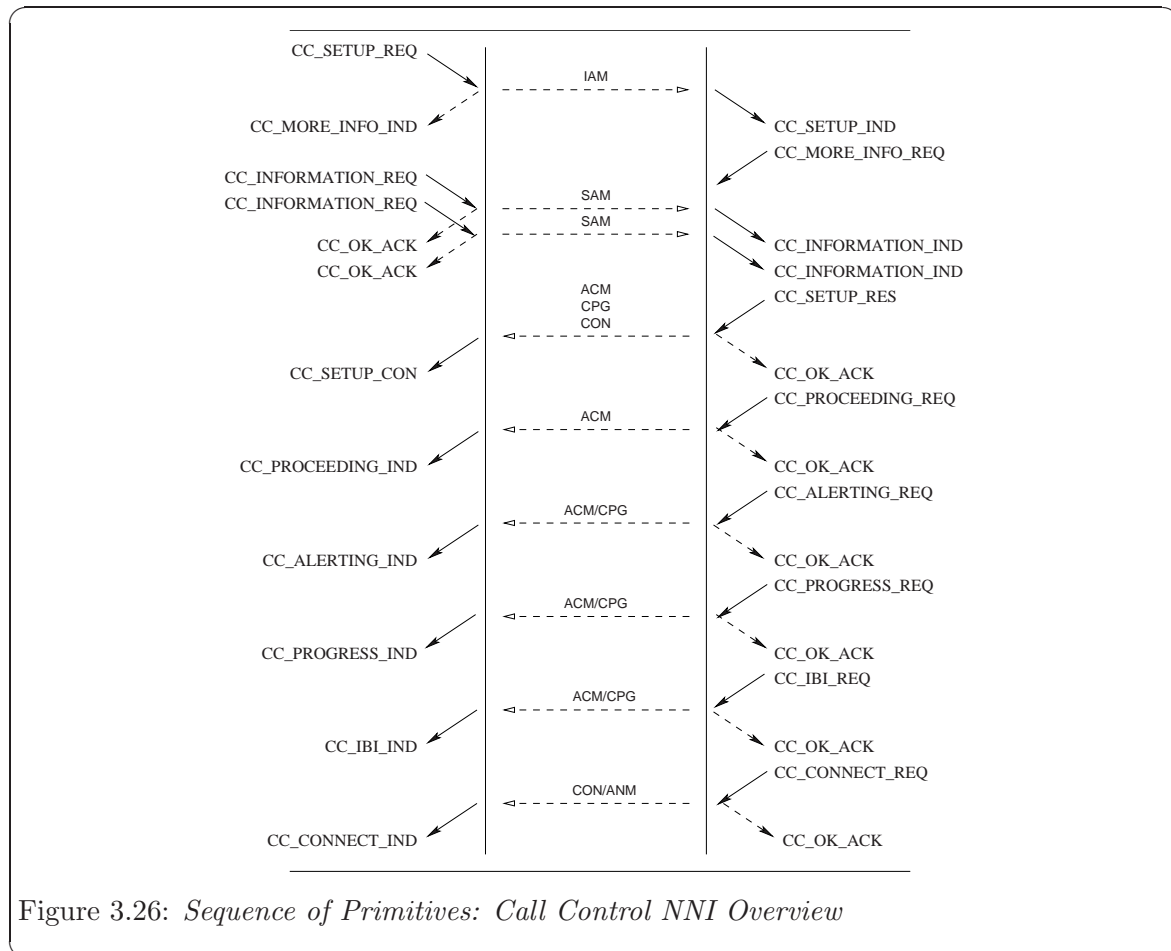 CC_SETUP_REQ
IAM
CC_MORE_INFO_IND
CC_SETUP_IND
CC_MORE_INFO_REQ
CC_INFORMATION_REQ
SAM
CC_INFORMATION_REQ
SAM
CC_OK_ACK
CC_INFORMATION_IND
CC_OK_ACK
CC_INFORMATION_IND
ACM
CC_SETUP_RES
CPG
CON
CC_SETUP_CON
CC_OK_ACK
CC_PROCEEDING_REQ
ACM
CC_PROCEEDING_IND
CC_OK_ACK
CC_ALERTING_REQ
ACM/CPG
CC_ALERTING_IND
CC_OK_ACK
CC_PROGRESS_REQ
ACM/CPG
CC_PROGRESS_IND
CC_OK_ACK
CC_IBI_REQ
ACM/CPG
CC_IBI_IND
CC_OK_ACK
CC_CONNECT_REQ
CON/ANM
CC_CONNECT_IND
CC_OK_ACK
Figure 3.26: Sequence of Primitives: Call Control NNI Overview